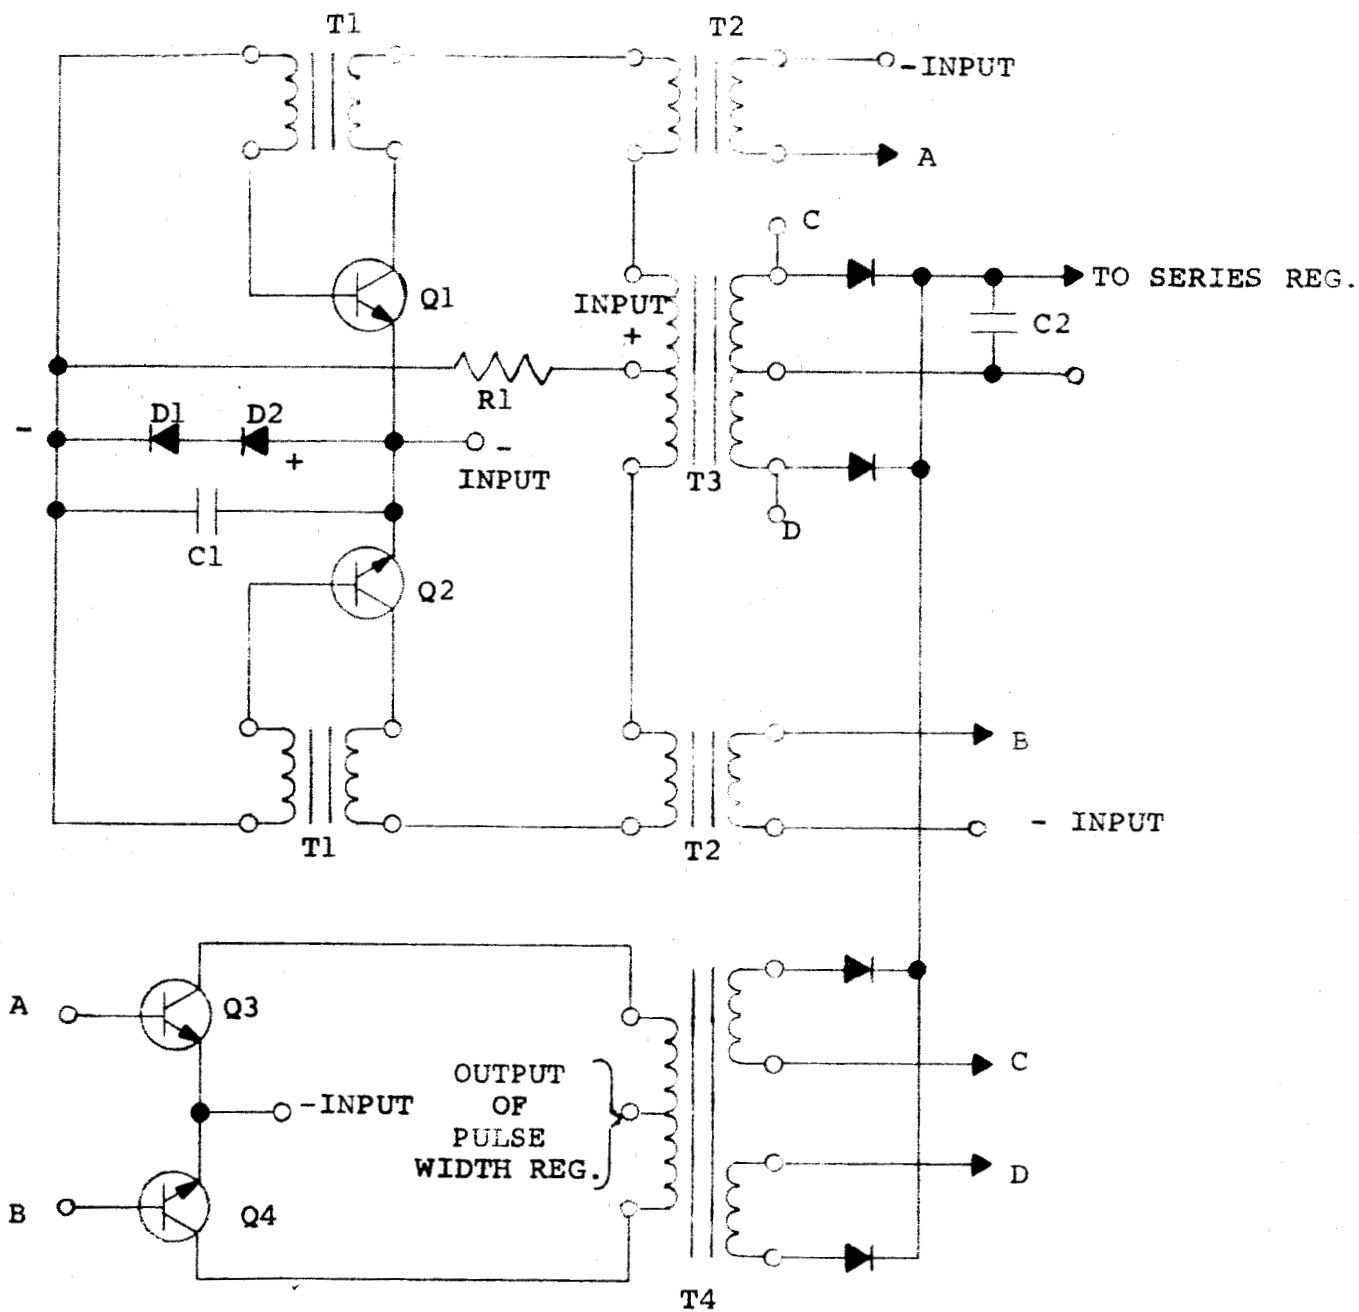 T1
T2
-INPUT
A
C
Q1
INPUT
+
TO SERIES REG.
C2
R1
D1
D2
-
+
-
INPUT
T3
D
C1
Q2
B
T1
T2
- INPUT
A
Q3
OUTPUT
OF
PULSE
WIDTH REG.
-INPUT
C
D
B
Q4
T4